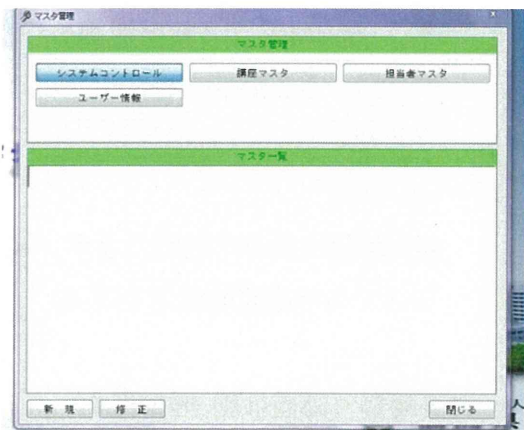 マスタ管理
マスタ管理
システムコントロール 講座マスタ 担当者マスタ
ユーザー情報
マスタ一覧
新 規 修 正 閉じる